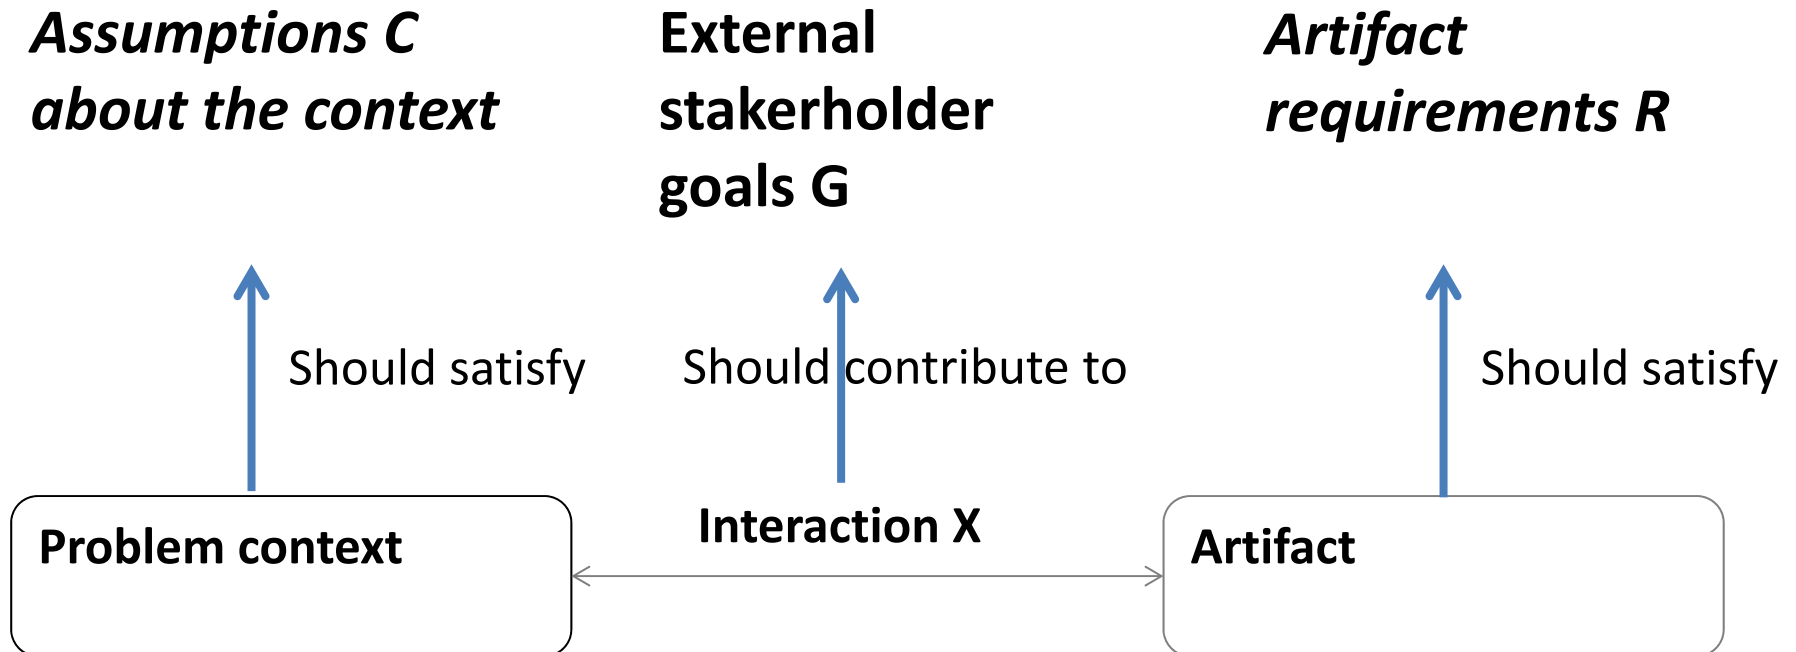 Assumptions C
about the context
External
stakerholder
goals G
Artifact
requirements R
Should satisfy
Should contribute to
Should satisfy
Problem context
Interaction X
Artifact